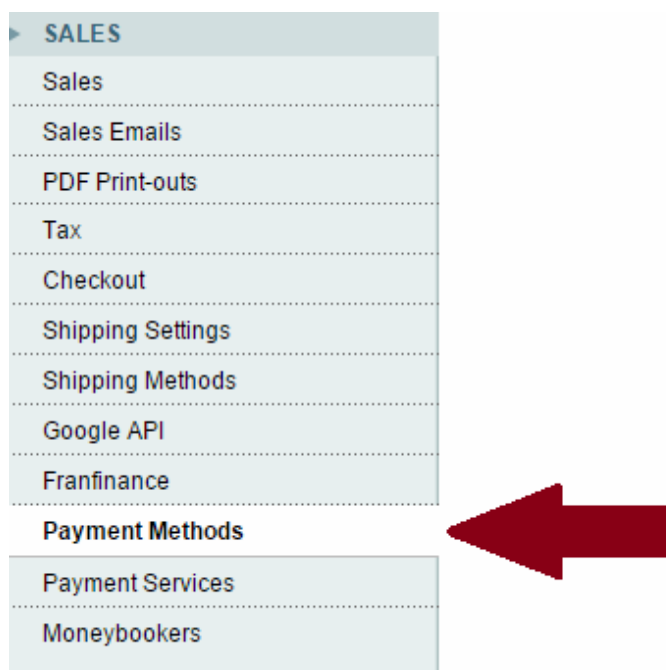 SALES
Sales
Sales Emails
PDF Print-outs
Tax
Checkout
Shipping Settings
Shipping Methods
Google API
Franfinance
Payment Methods
Payment Services
Moneybookers